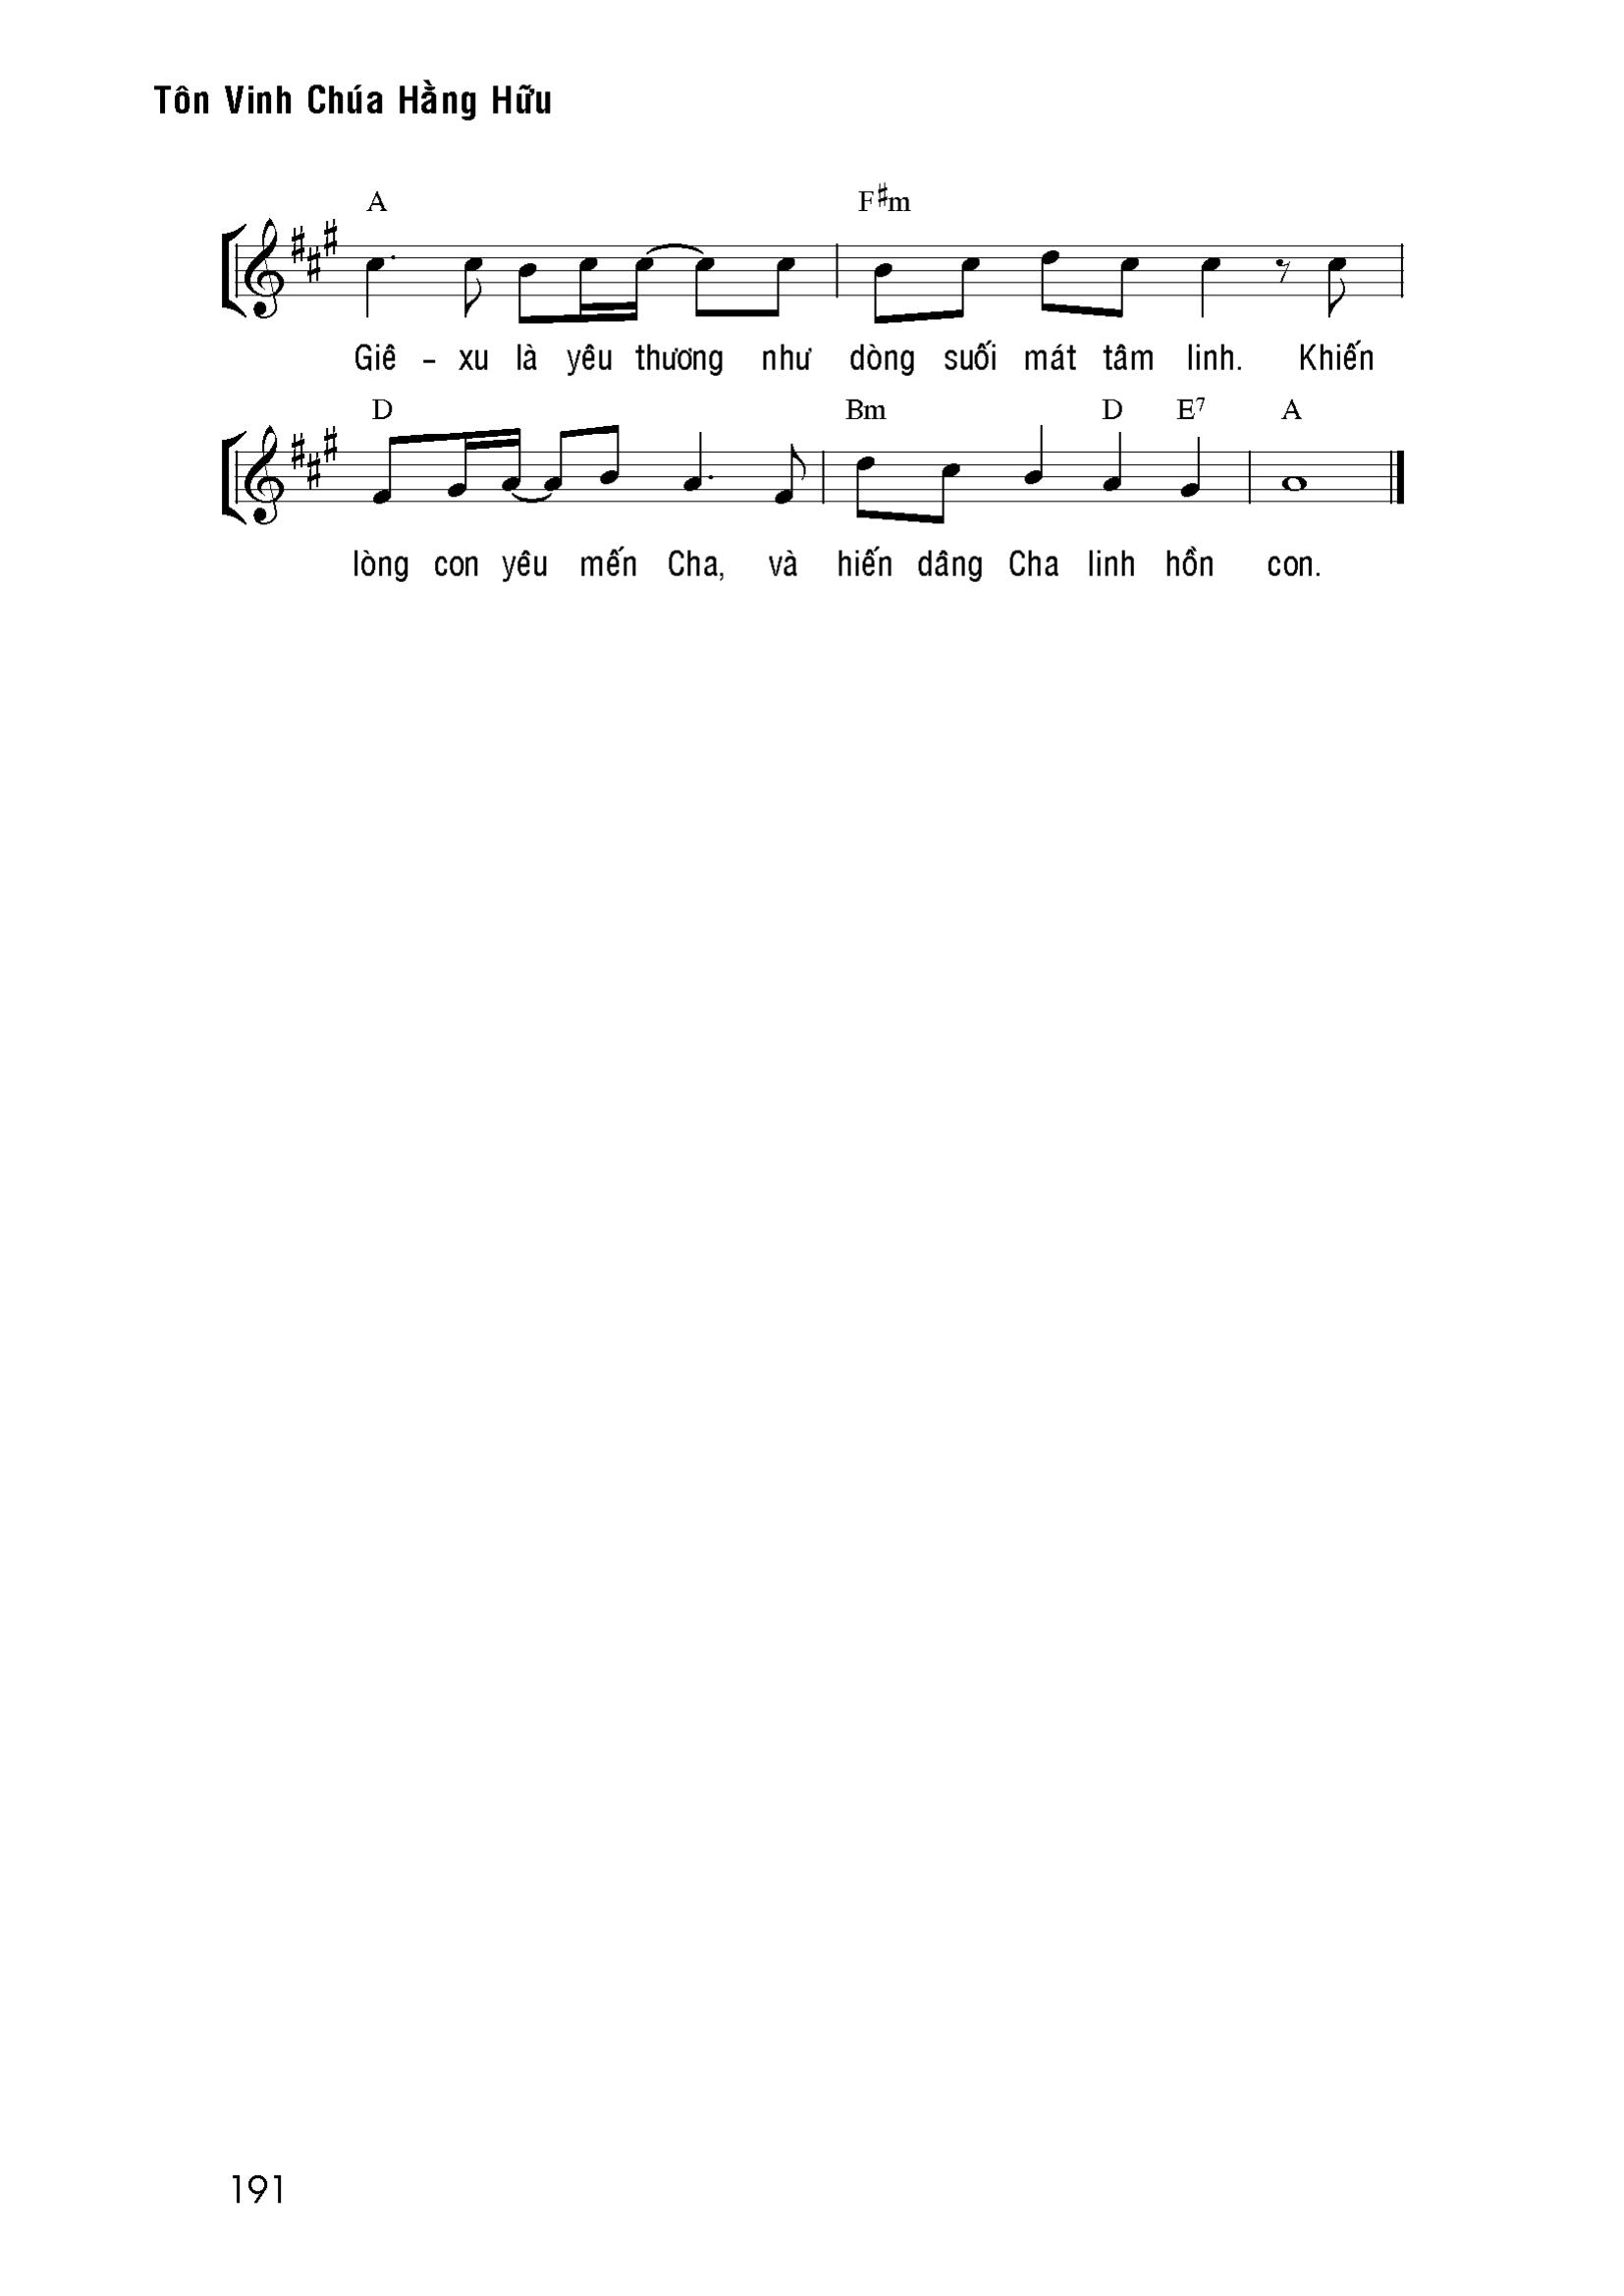 Tôn Vinh Chúa Hằng Hữu
A F♯m
Giê - xu là yêu thương như dòng suối mát tâm linh. Khiến
D Bm D E7 A
lòng con yêu mến Cha, và hiến dâng Cha linh hồn con.
191